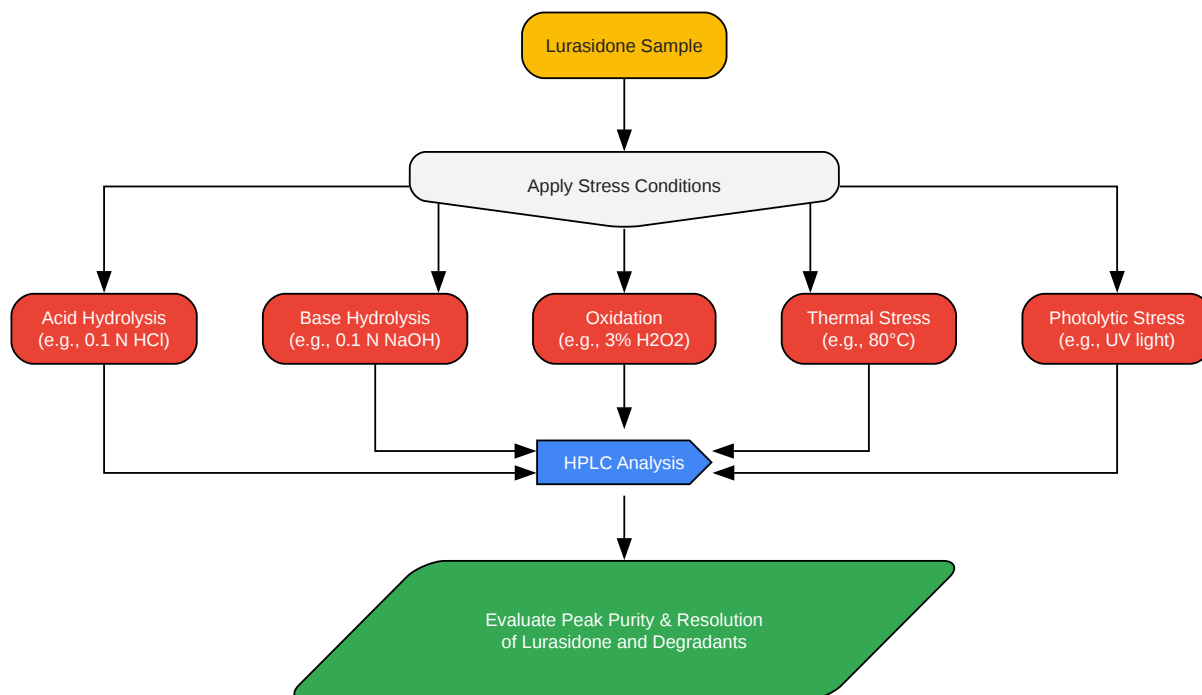 Lurasidone Sample
Apply Stress Conditions
Acid Hydrolysis
(e.g., 0.1 N HCl)
Base Hydrolysis
(e.g., 0.1 N NaOH)
Oxidation
(e.g., 3% H2O2)
Thermal Stress
(e.g., 80°C)
Photolytic Stress
(e.g., UV light)
HPLC Analysis
Evaluate Peak Purity & Resolution
of Lurasidone and Degradants